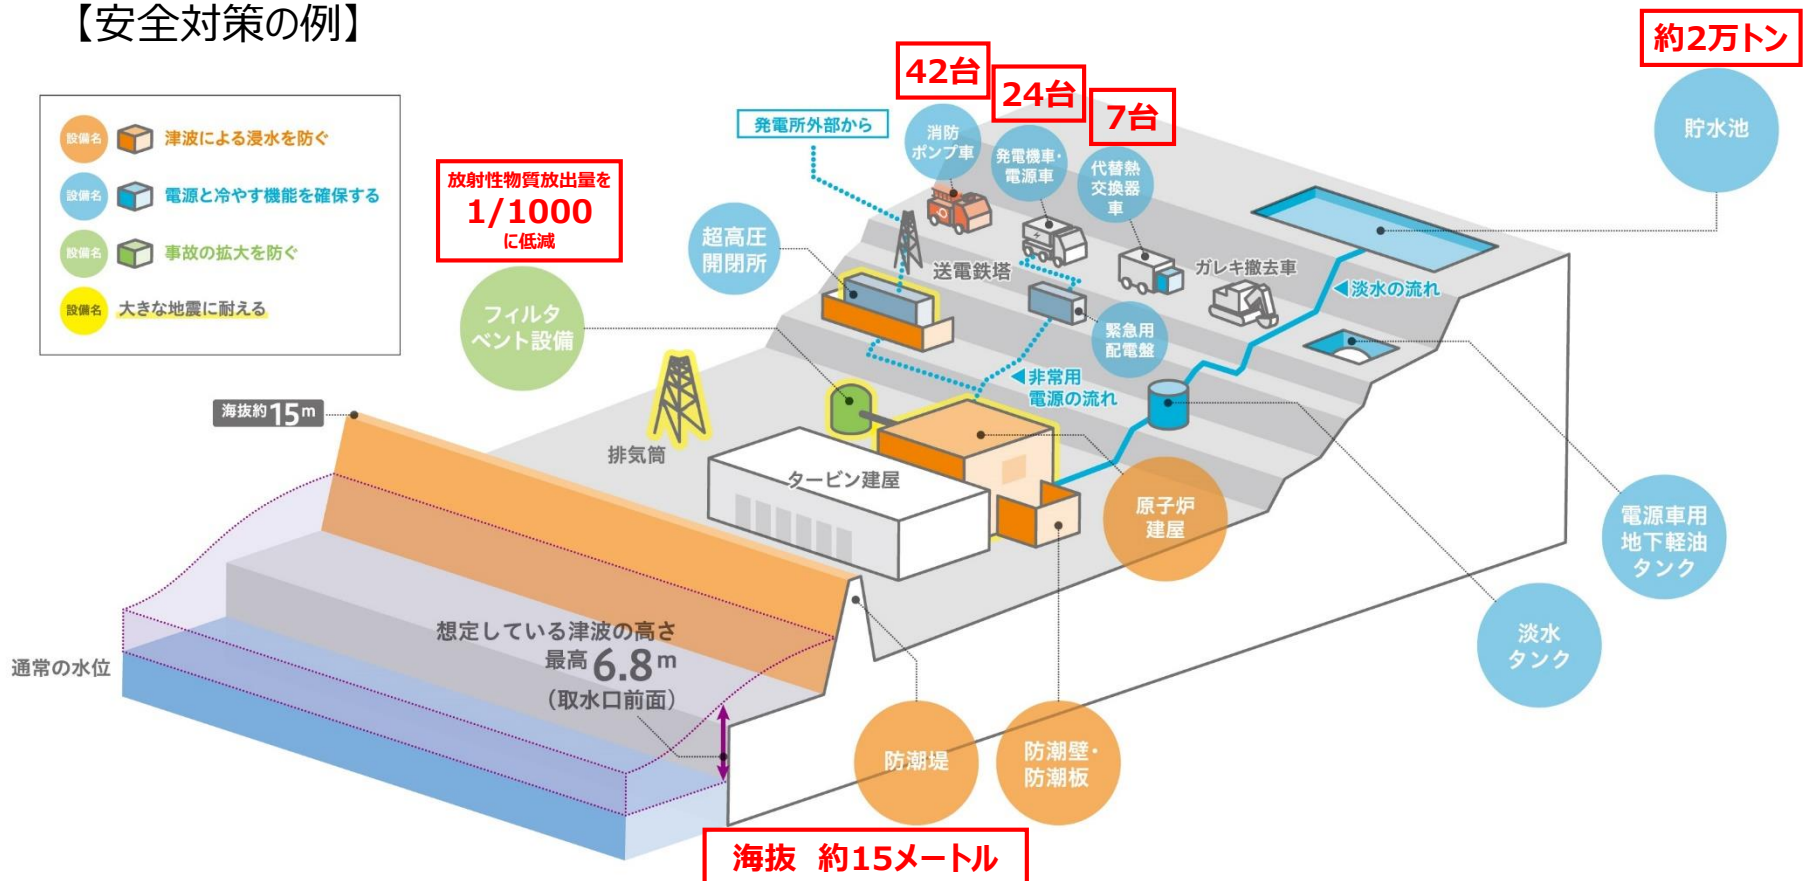 【安全対策の例】
設備名 津波による浸水を防ぐ
設備名 電源と冷やす機能を確保する
設備名 事故の拡大を防ぐ
設備名 大きな地震に耐える
放射性物質放出量を
1/1000
に低減
フィルタ
ベント設備
42台
24台
7台
約2万トン
発電所外部から
消防
ポンプ車
発電機車・
電源車
代替熱
交換器
車
貯水池
超高圧
開閉所
送電鉄塔
ガレキ撤去車
◀淡水の流れ
緊急用
配電盤
◀非常用
電源の流れ
海抜約15m
排気筒
タービン建屋
原子炉
建屋
電源車用
地下軽油
タンク
淡水
タンク
想定している津波の高さ
最高6.8m
（取水口前面）
通常の水位
防潮堤
防潮壁・
防潮板
海抜 約15メートル